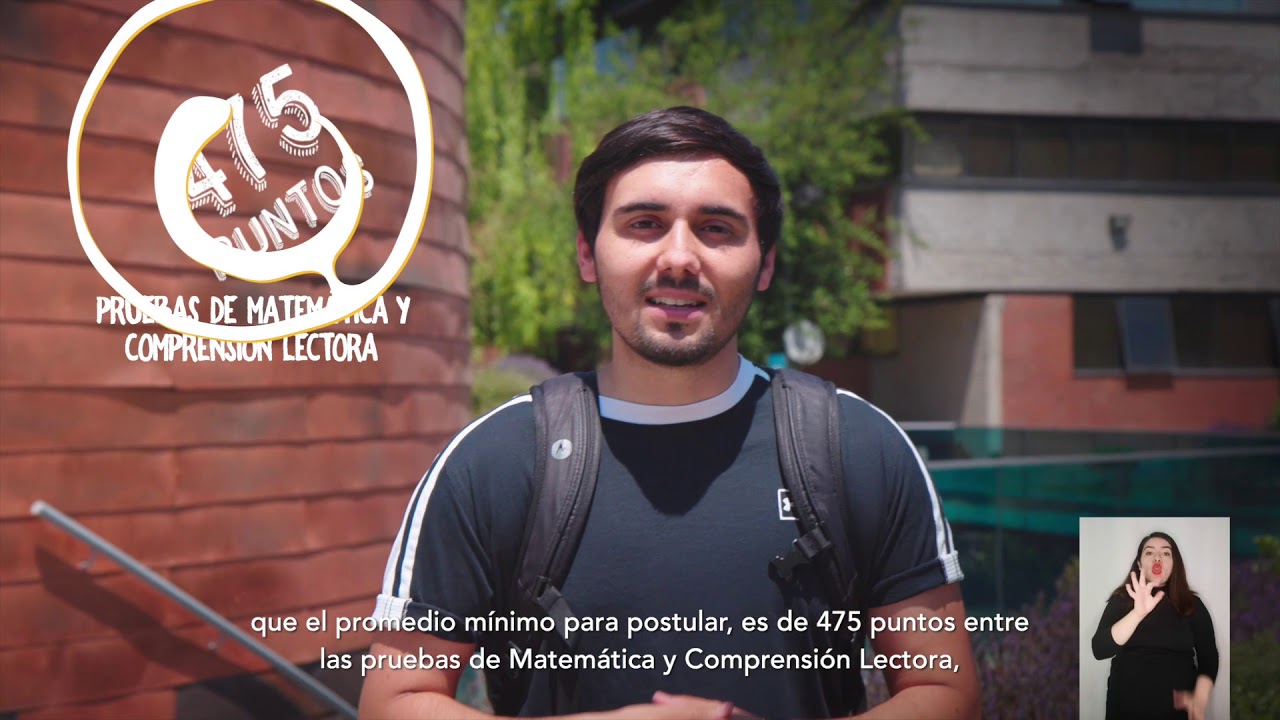 475
PUNTOS
PRUEBAS DE MATEMÁTICA Y
COMPRENSIÓN LECTORA
que el promedio mínimo para postular, es de 475 puntos entre
las pruebas de Matemática y Comprensión Lectora,